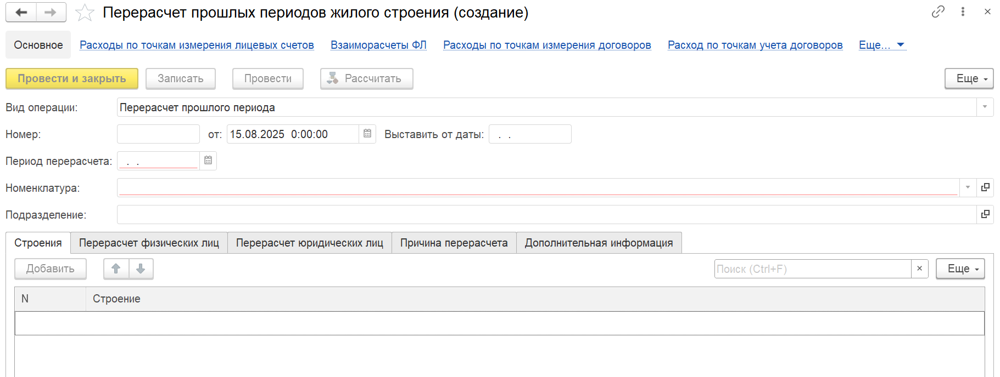 Перерасчет прошлых периодов жилого строения (создание)
Основное Расходы по точкам измерения лицевых счетов Взаиморасчеты ФЛ Расходы по точкам измерения договоров Расход по точкам учета договоров Еще...
Провести и закрыть Записать Провести Рассчитать Еще
Вид операции: Перерасчет прошлого периода
Номер: от: 15.08.2025 0:00:00 Выставить от даты: . .
Период перерасчета: . .
Номенклатура:
Подразделение:
Строения Перерасчет физических лиц Перерасчет юридических лиц Причина перерасчета Дополнительная информация
Добавить Поиск (Ctrl+F) × Еще
N Строение